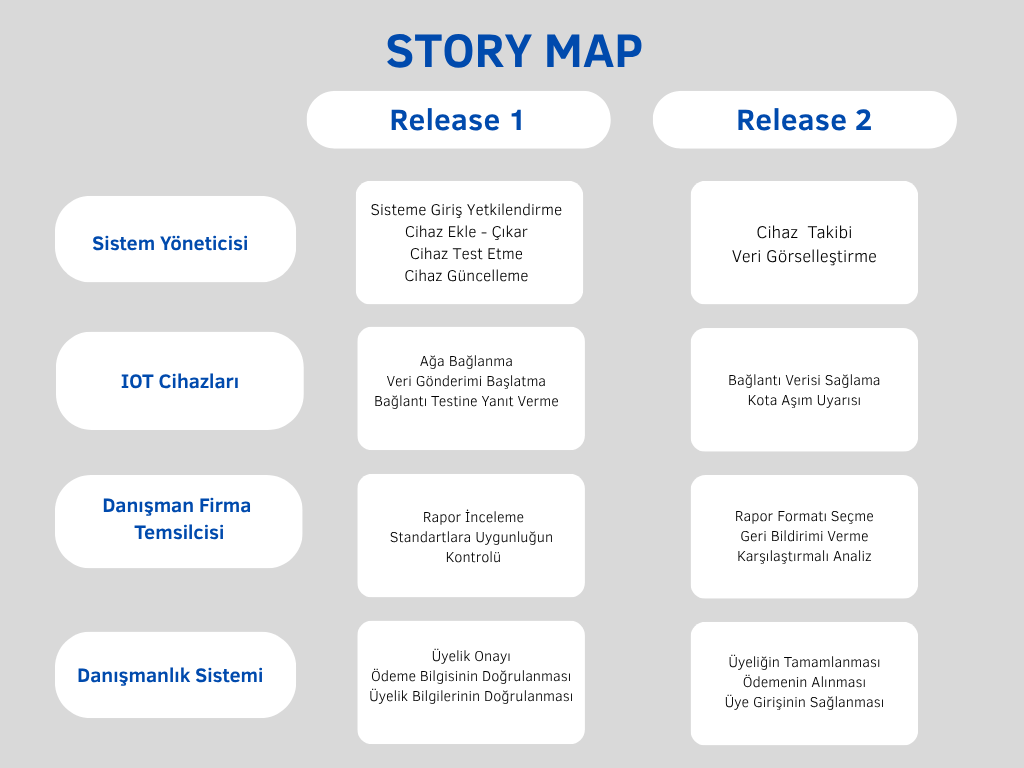 STORY MAP
Release 1
Release 2
Sistem Yöneticisi
Sisteme Giriş Yetkilendirme
Cihaz Ekle - Çıkar
Cihaz Test Etme
Cihaz Güncelleme
Cihaz  Takibi
Veri Görselleştirme
IOT Cihazları
Ağa Bağlanma
Veri Gönderimi Başlatma
Bağlantı Testine Yanıt Verme
Bağlantı Verisi Sağlama
Kota Aşım Uyarısı
Danışman Firma
Temsilcisi
Rapor İnceleme
Standartlara Uygunluğun
Kontrolü
Rapor Formatı Seçme
Geri Bildirimi Verme
Karşılaştırmalı Analiz
Danışmanlık Sistemi
Üyelik Onayı
Ödeme Bilgisinin Doğrulanması
Üyelik Bilgilerinin Doğrulanması
Üyeliğin Tamamlanması
Ödemenin Alınması
Üye Girişinin Sağlanması